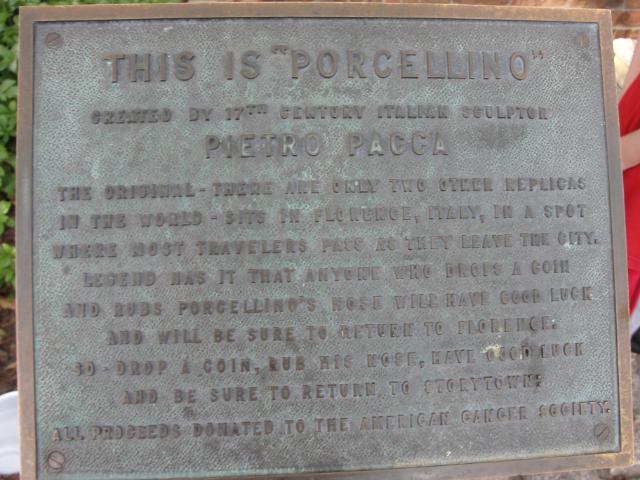 THIS IS "PORCELLINO"
CREATED BY 17TH CENTURY ITALIAN SCULPTOR
PIETRO PACCA
THE ORIGINAL - THERE ARE ONLY TWO OTHER REPLICAS
IN THE WORLD - SITS IN FLORENCE, ITALY, IN A SPOT
WHERE MOST TRAVELERS PASS AS THEY LEAVE THE CITY.
LEGEND HAS IT THAT ANYONE WHO DROPS A COIN
AND RUBS PORCELLINO'S NOSE WILL HAVE GOOD LUCK
AND WILL BE SURE TO RETURN TO FLORENCE.
SO - DROP A COIN, RUB HIS NOSE, HAVE GOOD LUCK
AND BE SURE TO RETURN TO STORYTOWN!
ALL PROCEEDS DONATED TO THE AMERICAN CANCER SOCIETY.